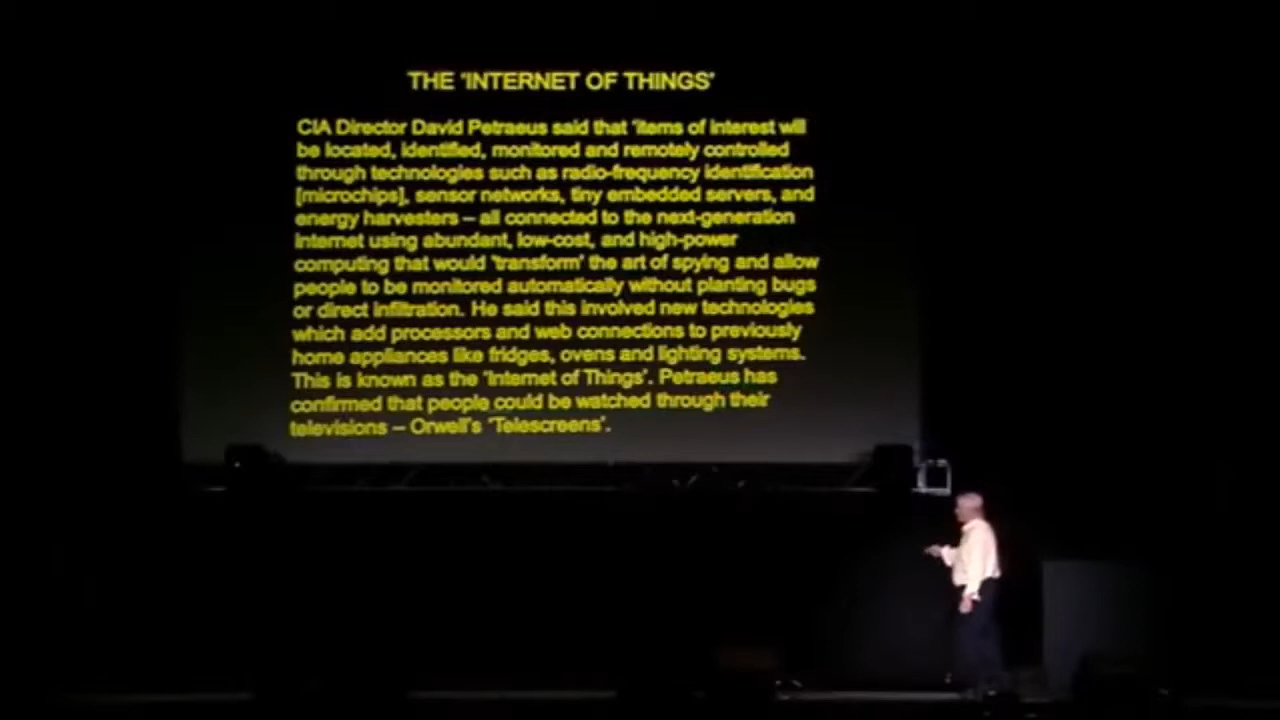 THE 'INTERNET OF THINGS'
CIA Director David Petraeus said that 'items of interest will
be located, identified, monitored and remotely controlled
through technologies such as radio-frequency identification
[microchips], sensor networks, tiny embedded servers, and
energy harvesters – all connected to the next-generation
internet using abundant, low-cost, and high-power
computing that would 'transform' the art of spying and allow
people to be monitored automatically without planting bugs
or direct infiltration. He said this involved new technologies
which add processors and web connections to previously
home appliances like fridges, ovens and lighting systems.
This is known as the 'Internet of Things'. Petraeus has
confirmed that people could be watched through their
televisions – Orwell's 'Telescreens'.